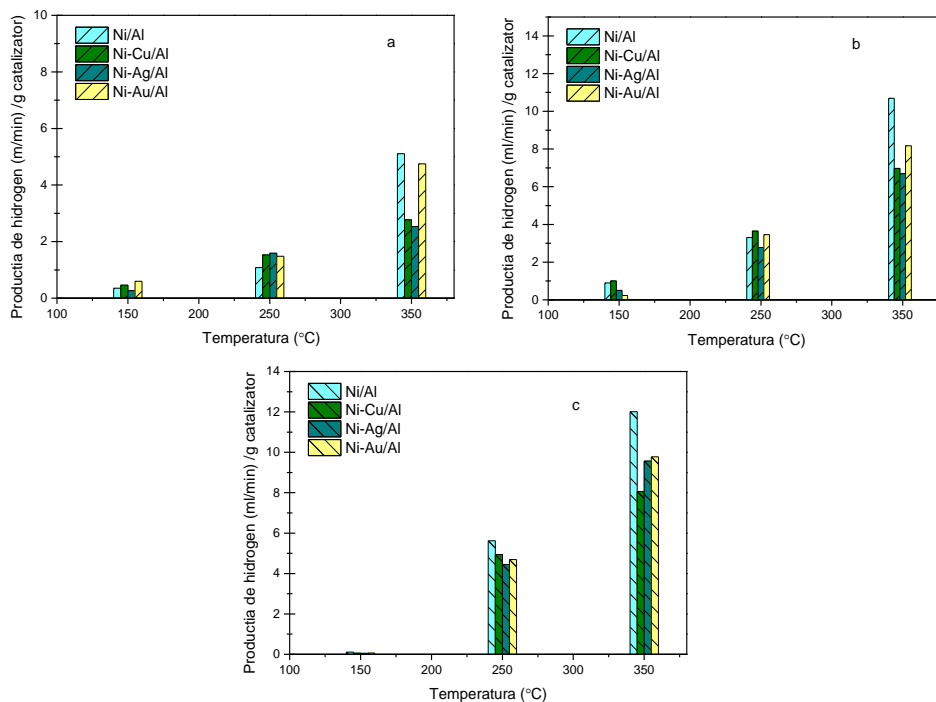 a
Ni/Al
Ni-Cu/Al
Ni-Ag/Al
Ni-Au/Al
Productia de hidrogen (m/min) /g catalizator
10
8
6
4
2
0
100 150 200 250 300 350
Temperatura (°C)
b
Ni/Al
Ni-Cu/Al
Ni-Ag/Al
Ni-Au/Al
Productia de hidrogen (ml/min) /g catalizator
14
12
10
8
6
4
2
0
100 150 200 250 300 350
Temperatura (°C)
c
Ni/Al
Ni-Cu/Al
Ni-Ag/Al
Ni-Au/Al
Productia de hidrogen (ml/min) /g catalizator
14
12
10
8
6
4
2
0
100 150 200 250 300 350
Temperatura (°C)